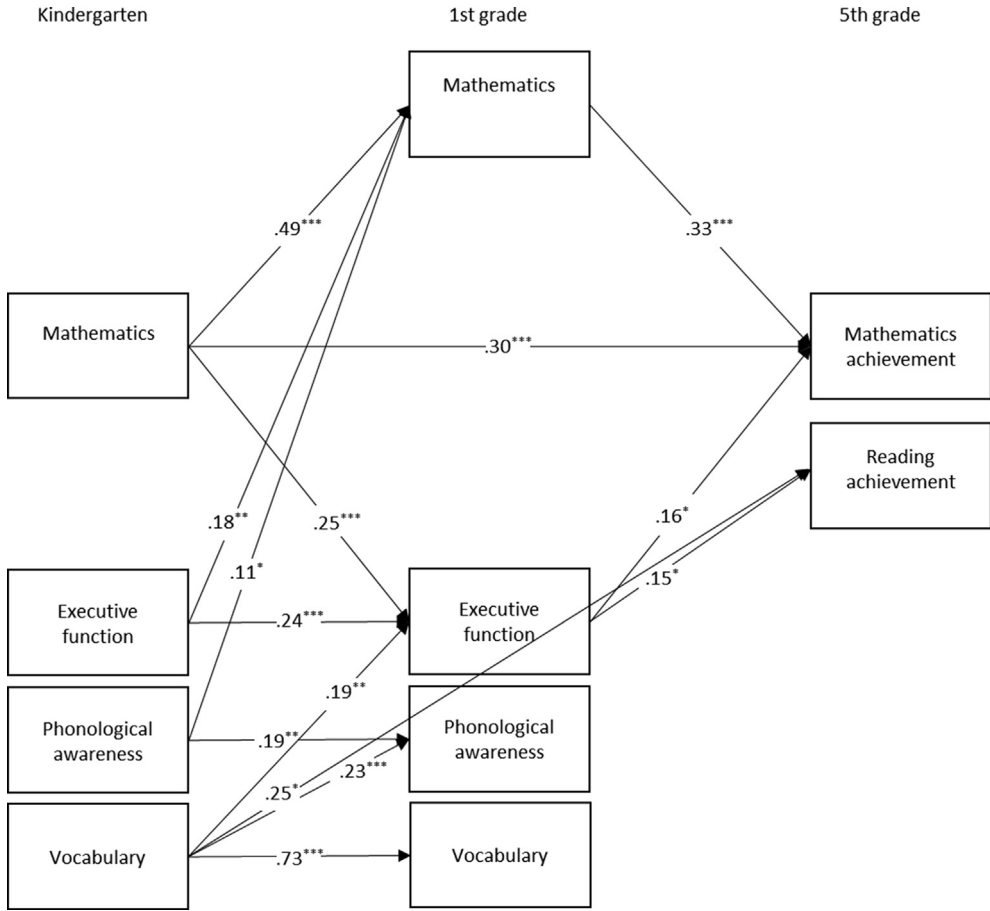 Kindergarten
1st grade
5th grade
Mathematics
.49***
.33***
Mathematics
.30***
Mathematics
achievement
Reading
achievement
.18**
.25***
.16*
.11*
.15*
Executive
function
.24***
Executive
function
.19**
Phonological
awareness
.19**
Phonological
awareness
.23***
.25*
Vocabulary
.73***
Vocabulary